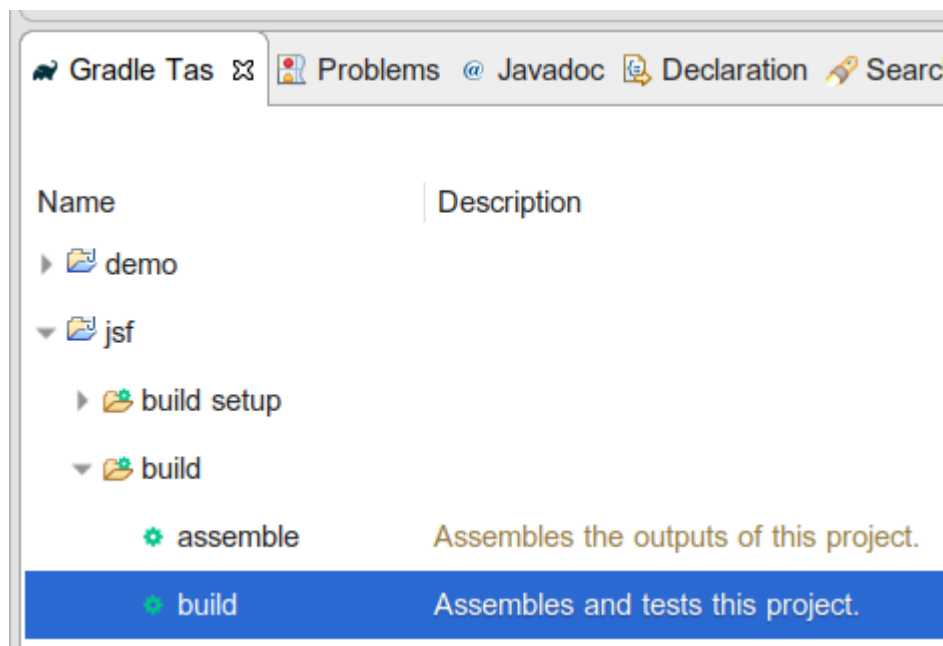 Gradle Tas Problems @ Javadoc Declaration Searc
Name Description
demo
jsf
build setup
build
assemble Assembles the outputs of this project.
build Assembles and tests this project.